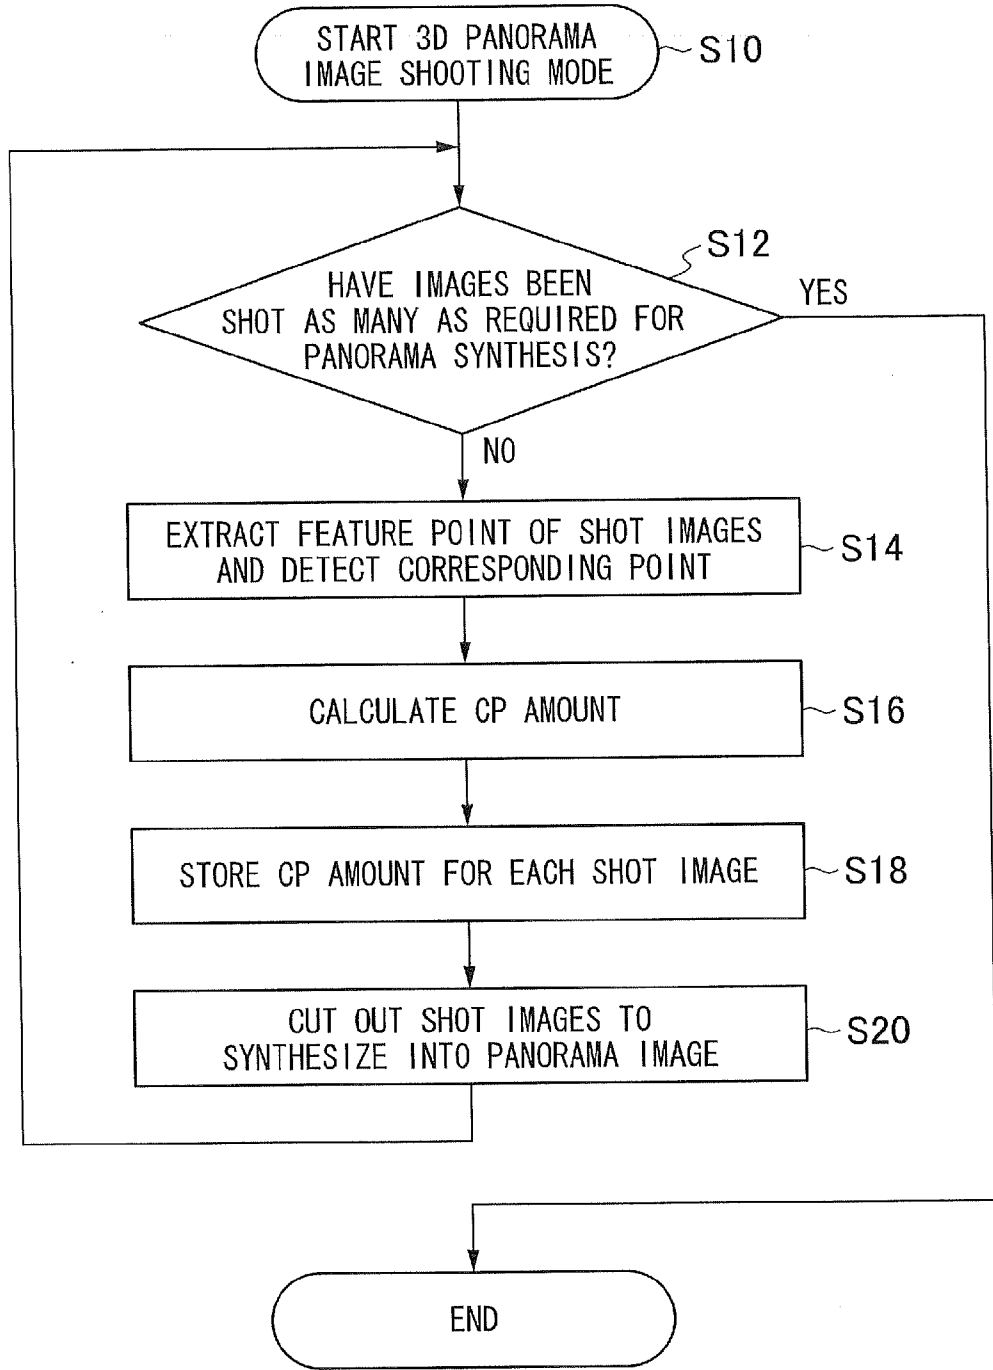 START 3D PANORAMA
IMAGE SHOOTING MODE
S10
S12
HAVE IMAGES BEEN
SHOT AS MANY AS REQUIRED FOR
PANORAMA SYNTHESIS?
YES
NO
EXTRACT FEATURE POINT OF SHOT IMAGES
AND DETECT CORRESPONDING POINT
S14
CALCULATE CP AMOUNT
S16
STORE CP AMOUNT FOR EACH SHOT IMAGE
S18
CUT OUT SHOT IMAGES TO
SYNTHESIZE INTO PANORAMA IMAGE
S20
END